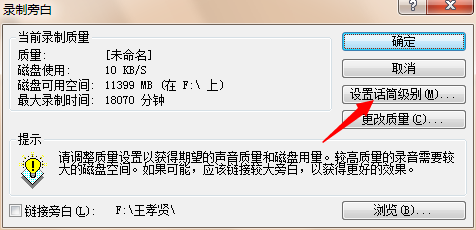 录制旁白
当前录制质量
确定
质量: [未命名]
磁盘使用: 10 KB/S
取消
磁盘可用空间: 11399 MB (在 F:\ 上)
最大录制时间: 18070 分钟
设置话筒级别(M)...
更改质量(C)...
提示
请调整质量设置以获得期望的声音质量和磁盘用量。较高质量的录音需要较
大的磁盘空间。如果可能，应该链接较大旁白，以获得更好的效果。
链接旁白(L): F:\王孝贤\
浏览(B)...